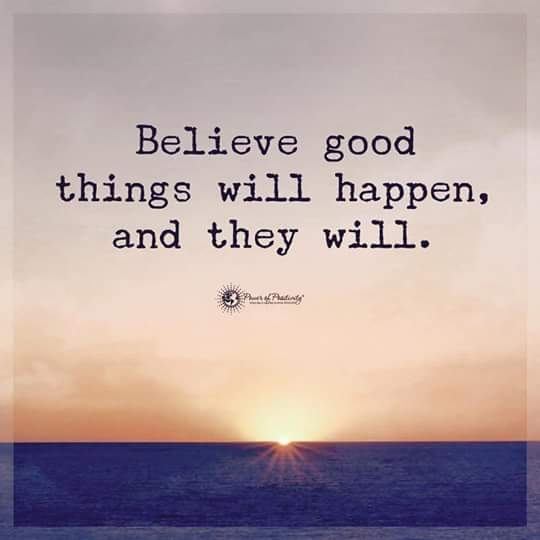 Believe good
things will happen,
and they will.
Power of Positivity